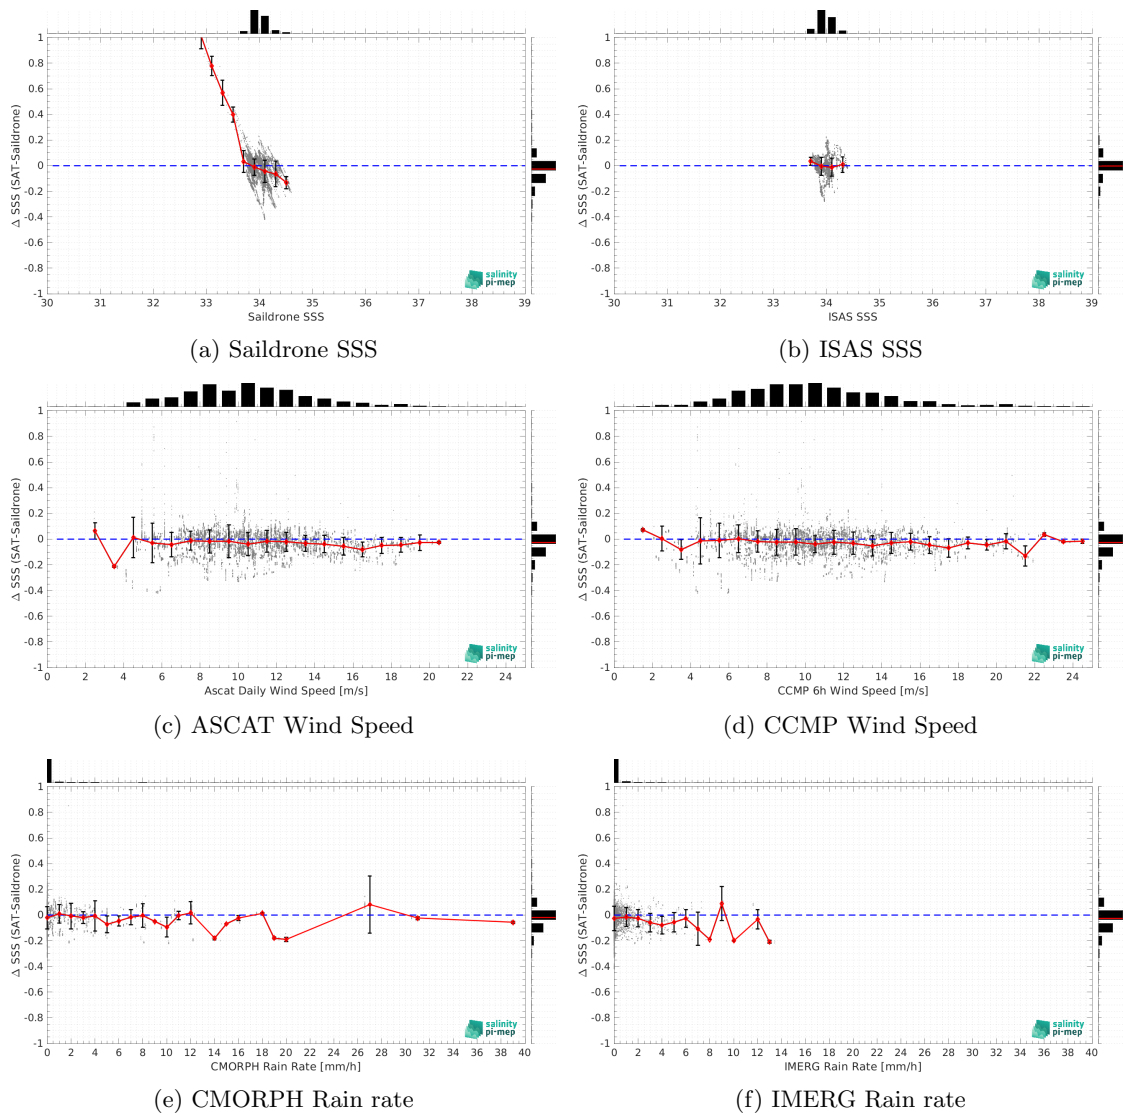 1
0.8
0.6
0.4
0.2
0
-0.2
-0.4
-0.6
-0.8
-1
Δ SSS (SAT-Saildrone)
salinity
pi-mep
30 31 32 33 34 35 36 37 38 39
Saildrone SSS
(a) Saildrone SSS
1
0.8
0.6
0.4
0.2
0
-0.2
-0.4
-0.6
-0.8
-1
Δ SSS (SAT-Saildrone)
salinity
pi-mep
30 31 32 33 34 35 36 37 38 39
ISAS SSS
(b) ISAS SSS
1
0.8
0.6
0.4
0.2
0
-0.2
-0.4
-0.6
-0.8
-1
Δ SSS (SAT-Saildrone)
salinity
pi-mep
0 2 4 6 8 10 12 14 16 18 20 22 24
Ascat Daily Wind Speed [m/s]
(c) ASCAT Wind Speed
1
0.8
0.6
0.4
0.2
0
-0.2
-0.4
-0.6
-0.8
-1
Δ SSS (SAT-Saildrone)
salinity
pi-mep
0 2 4 6 8 10 12 14 16 18 20 22 24
CCMP 6h Wind Speed [m/s]
(d) CCMP Wind Speed
1
0.8
0.6
0.4
0.2
0
-0.2
-0.4
-0.6
-0.8
-1
Δ SSS (SAT-Saildrone)
salinity
pi-mep
0 2 4 6 8 10 12 14 16 18 20 22 24 26 28 30 32 34 36 38 40
CMORPH Rain Rate [mm/h]
(e) CMORPH Rain rate
1
0.8
0.6
0.4
0.2
0
-0.2
-0.4
-0.6
-0.8
-1
Δ SSS (SAT-Saildrone)
salinity
pi-mep
0 2 4 6 8 10 12 14 16 18 20 22 24 26 28 30 32 34 36 38 40
IMERG Rain Rate [mm/h]
(f) IMERG Rain rate